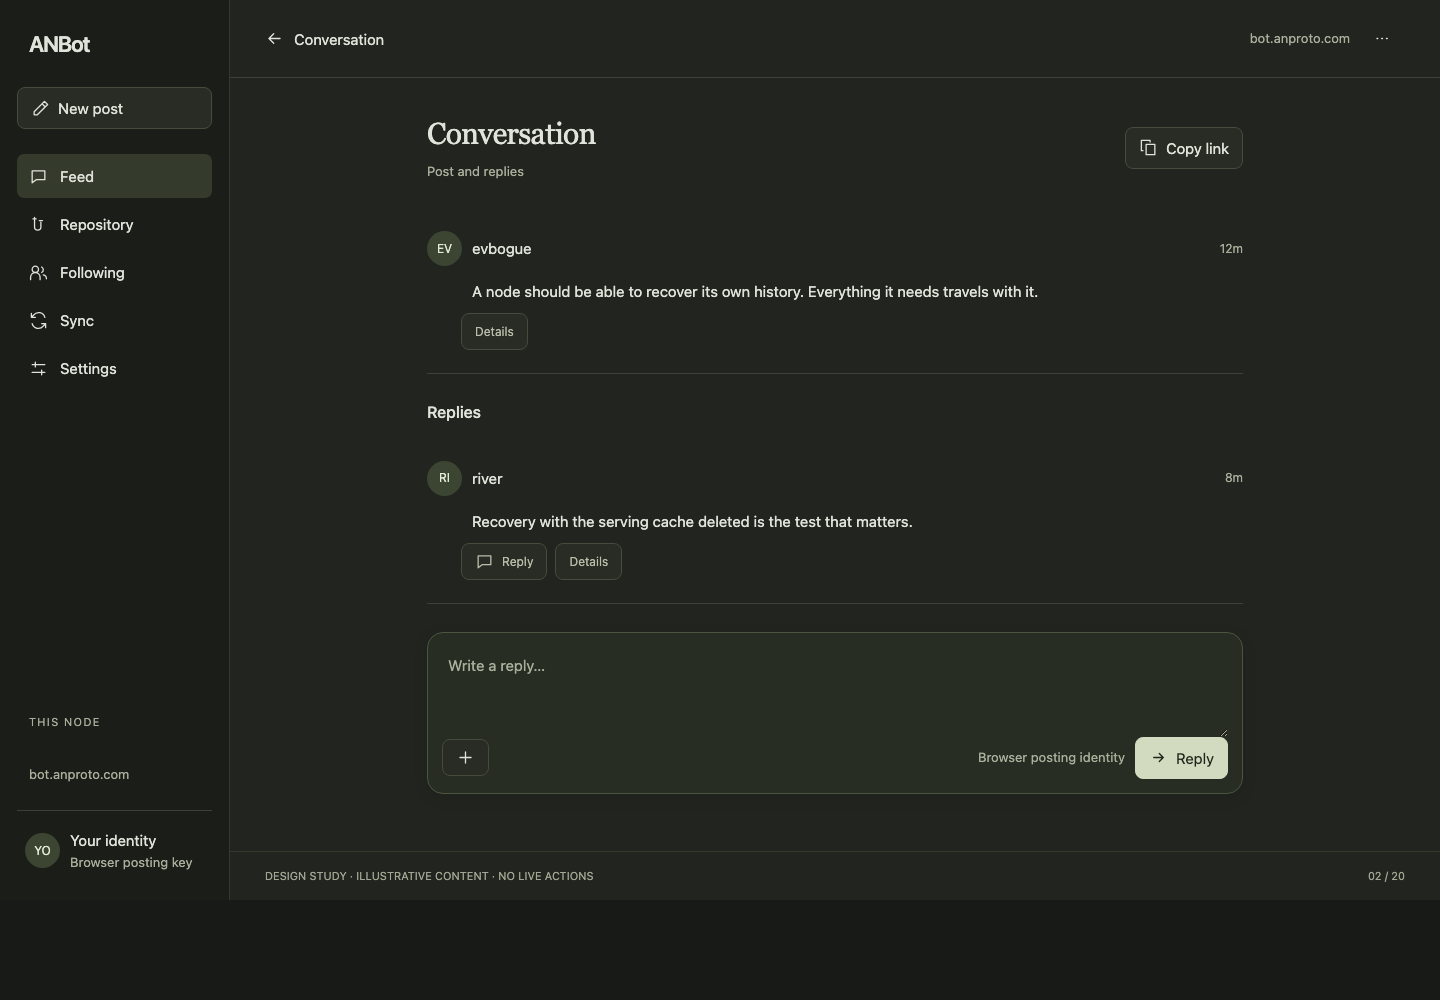 ANBot
New post
Feed
Repository
Following
Sync
Settings
THIS NODE
bot.anproto.com
YO
Your identity
Browser posting key
Conversation
bot.anproto.com
Conversation
Post and replies
Copy link
EV
evbogue
12m
A node should be able to recover its own history. Everything it needs travels with it.
Details
Replies
RI
river
8m
Recovery with the serving cache deleted is the test that matters.
Reply
Details
Write a reply...
Browser posting identity
Reply
DESIGN STUDY · ILLUSTRATIVE CONTENT · NO LIVE ACTIONS
02 / 20